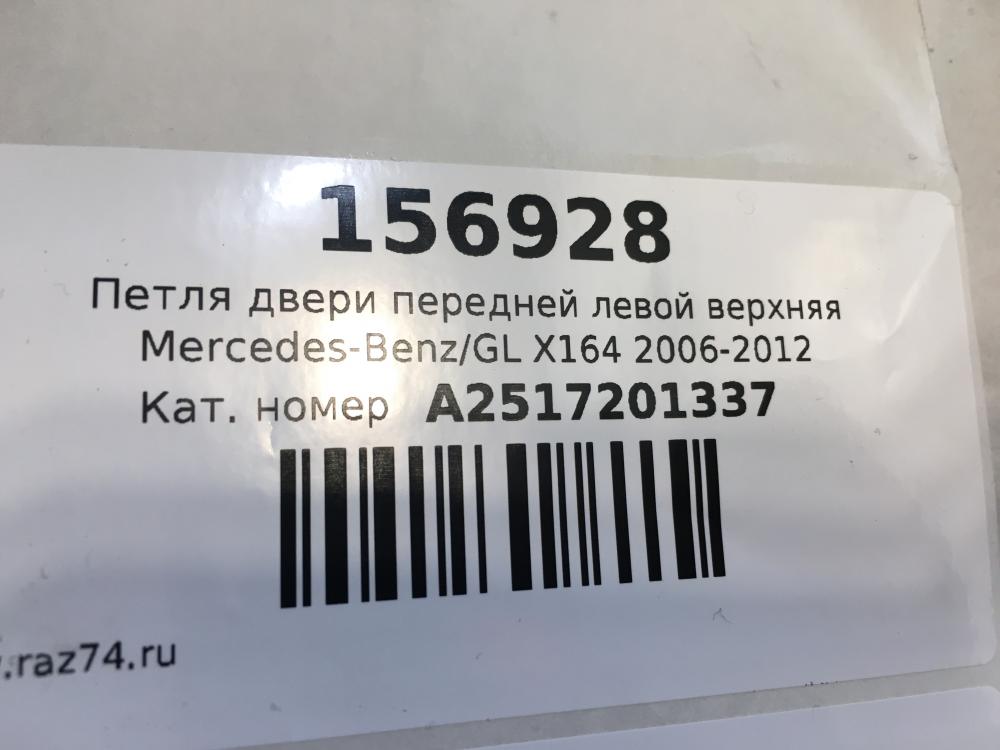 156928
Петля двери передней левой верхняя
Mercedes-Benz/GL X164 2006-2012
Кат. номер A2517201337
.raz74.ru